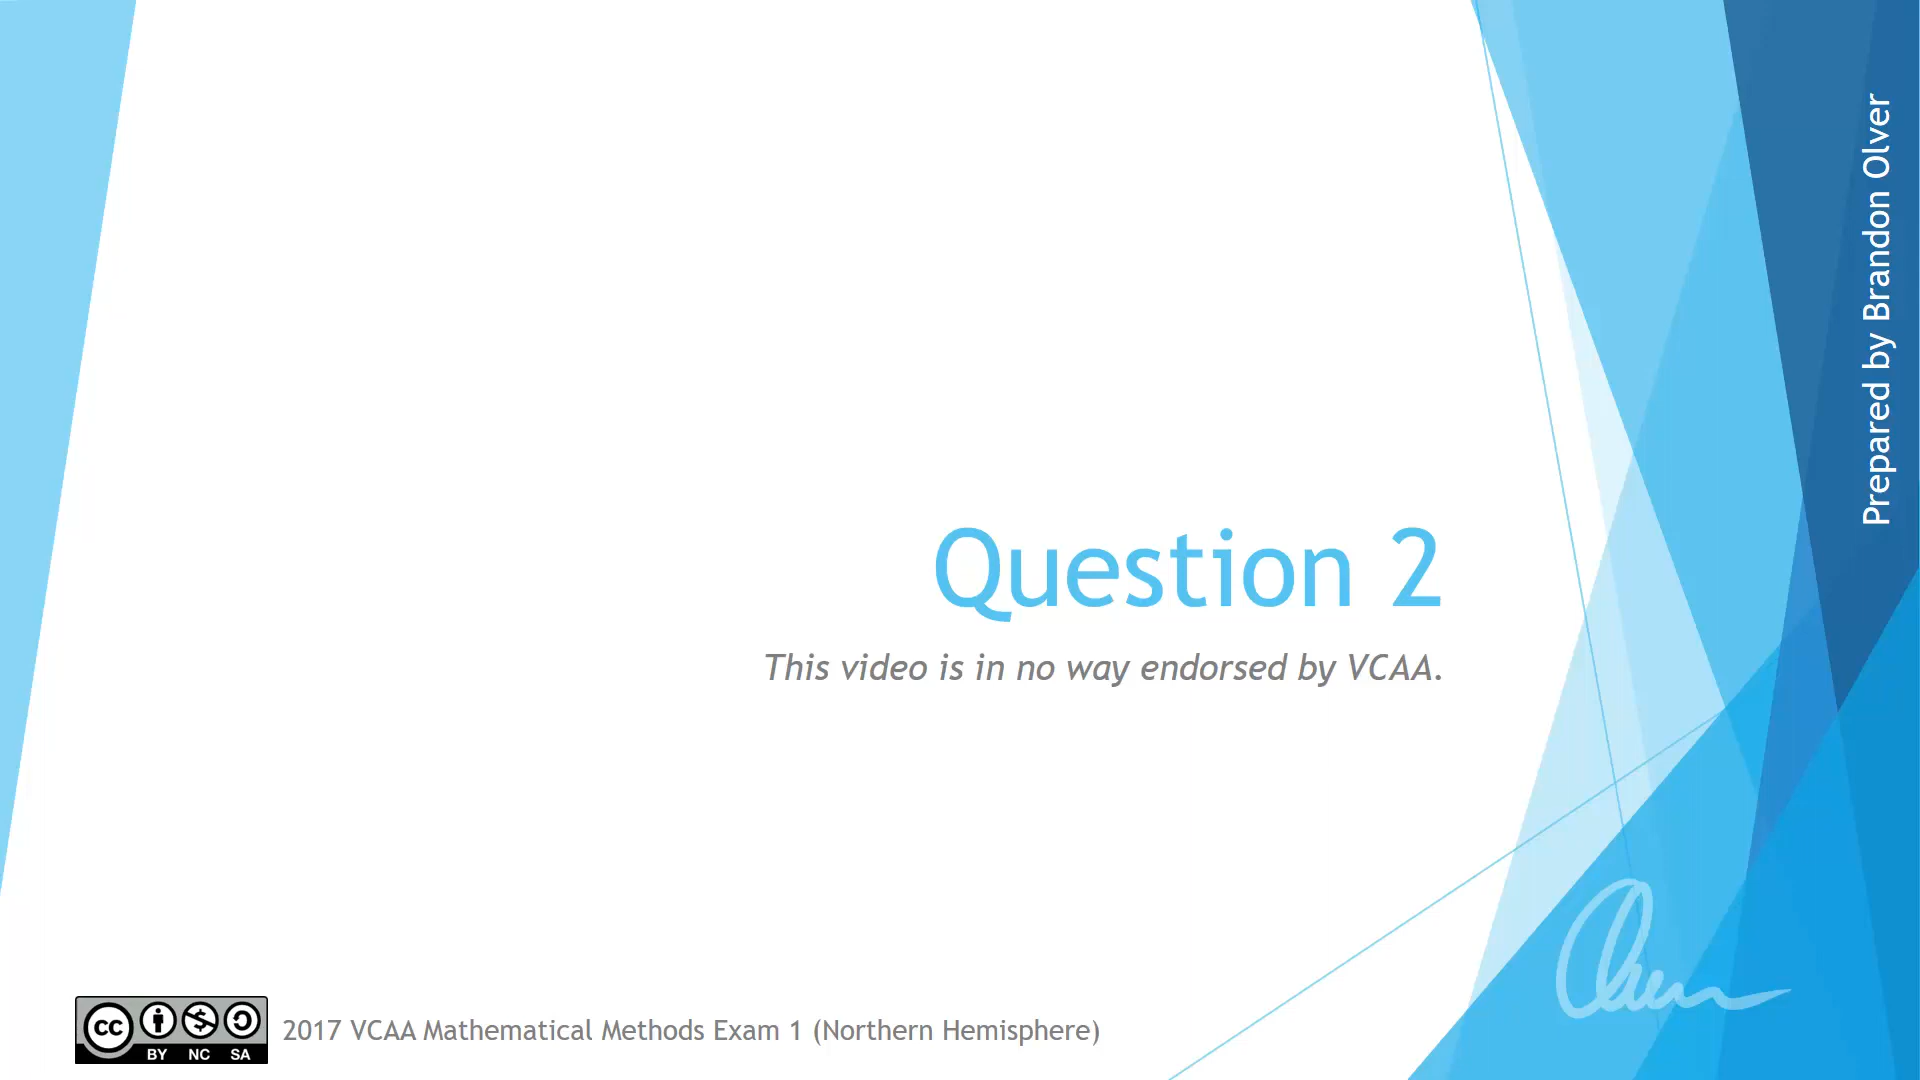 Prepared by Brandon Olver
Question 2
This video is in no way endorsed by VCAA.
cc
BY NC SA
2017 VCAA Mathematical Methods Exam 1 (Northern Hemisphere)